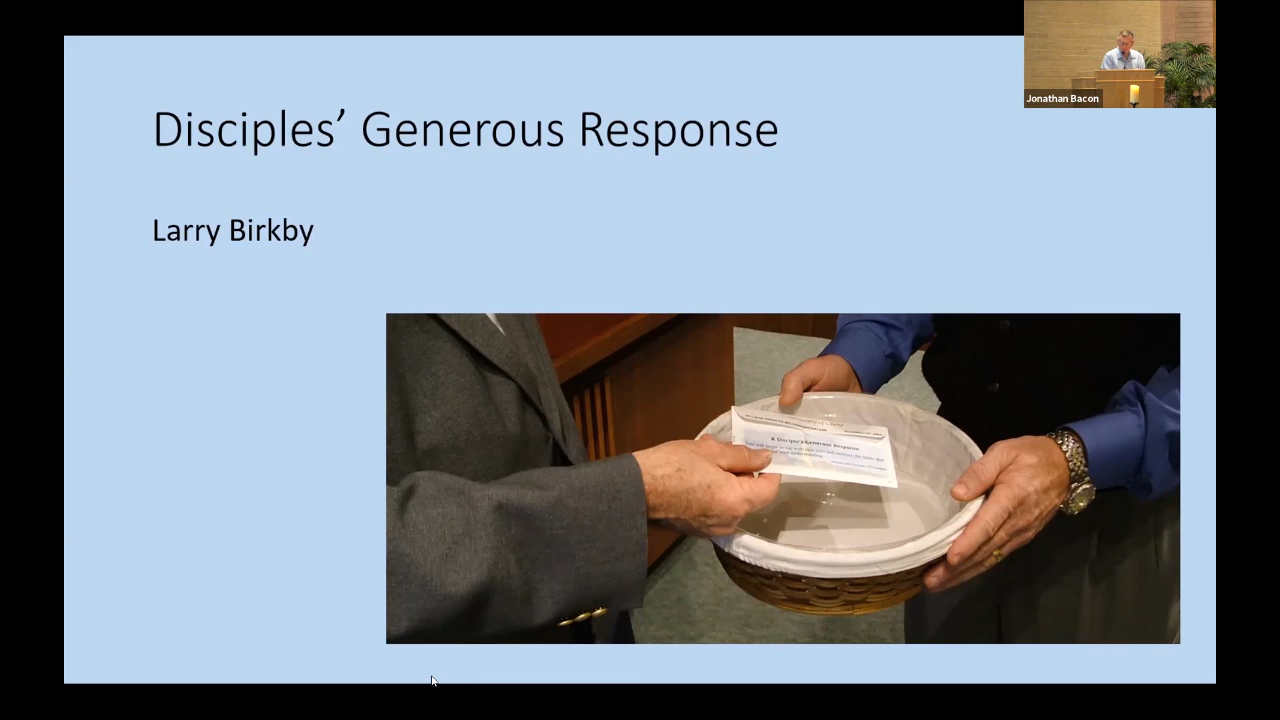 Disciples’ Generous Response
Larry Birkby
Jonathan Bacon
A Disciple's Generous Response